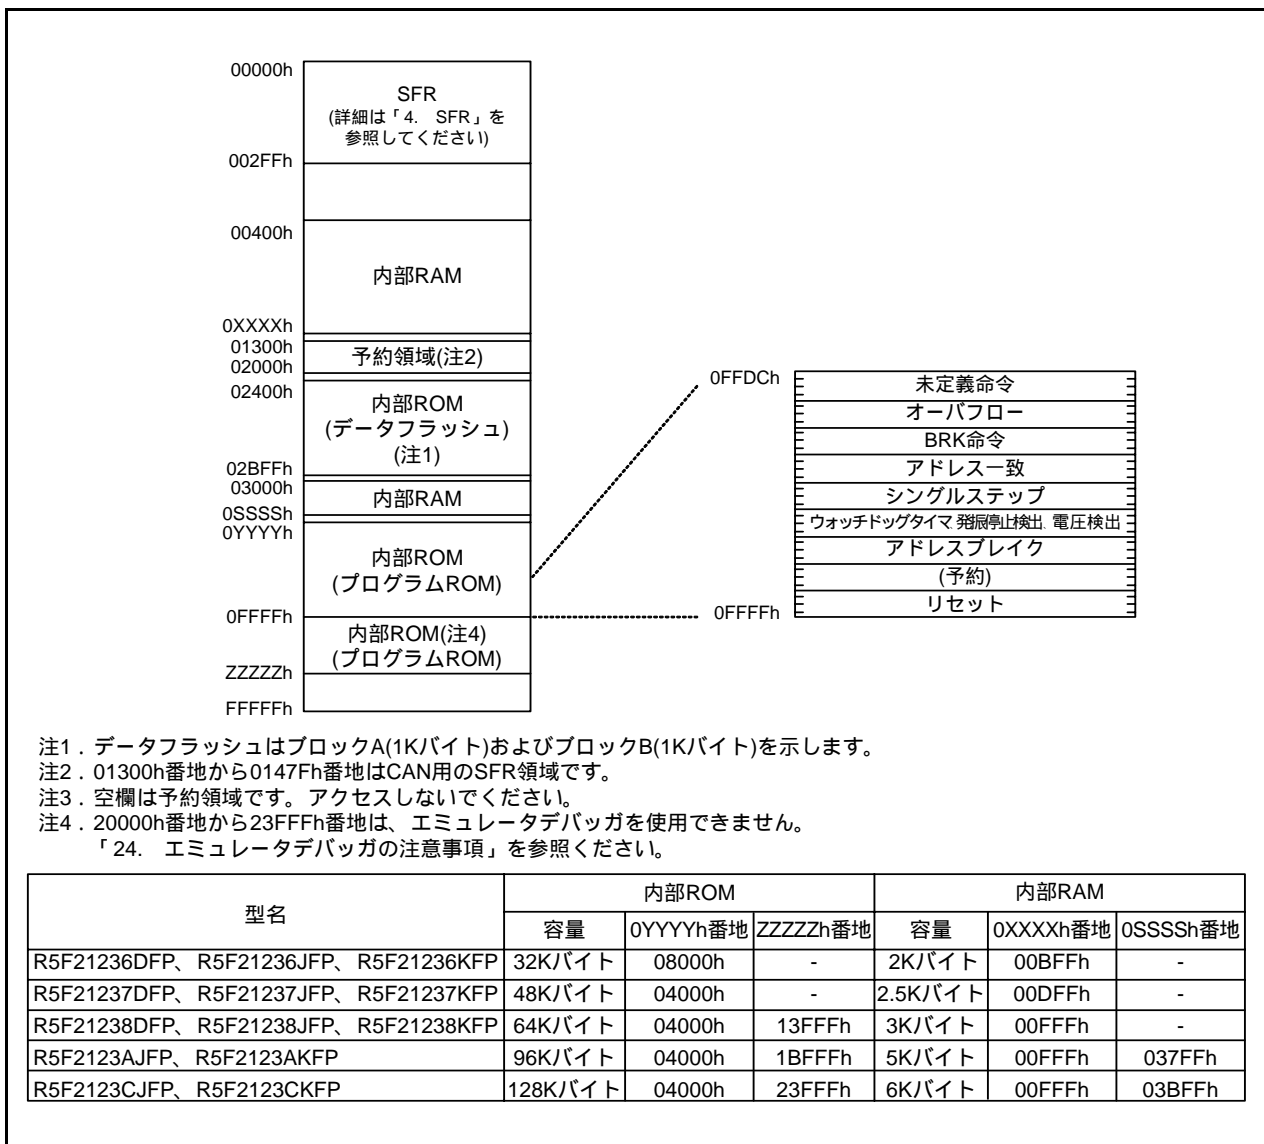 00000h
SFR
(詳細は「4. SFR」を
参照してください)
002FFh
00400h
内部RAM
0XXXXh
01300h
予約領域(注2)
02000h
02400h
内部ROM
(データフラッシュ)
(注1)
02BFFh
03000h
内部RAM
0SSSSh
0YYYYh
内部ROM
(プログラムROM)
0FFFFh
内部ROM(注4)
(プログラムROM)
ZZZZZh
FFFFFh
0FFDCh
未定義命令
オーバフロー
BRK命令
アドレス一致
シングルステップ
ウォッチドッグタイマ、発振停止検出、電圧検出
アドレスブレイク
(予約)
リセット
0FFFFh
注1．データフラッシュはブロックA(1Kバイト)およびブロックB(1Kバイト)を示します。
注2．01300h番地から0147Fh番地はCAN用のSFR領域です。
注3．空欄は予約領域です。アクセスしないでください。
注4．20000h番地から23FFFh番地は、エミュレータデバッガを使用できません。
「24. エミュレータデバッガの注意事項」を参照ください。
型名 内部ROM 内部RAM
容量 0YYYYh番地 ZZZZZh番地 容量 0XXXXh番地 0SSSSh番地
R5F21236DFP、R5F21236JFP、R5F21236KFP 32Kバイト 08000h - 2Kバイト 00BFFh -
R5F21237DFP、R5F21237JFP、R5F21237KFP 48Kバイト 04000h - 2.5Kバイト 00DFFh -
R5F21238DFP、R5F21238JFP、R5F21238KFP 64Kバイト 04000h 13FFFh 3Kバイト 00FFFh -
R5F2123AJFP、R5F2123AKFP 96Kバイト 04000h 1BFFFh 5Kバイト 00FFFh 037FFh
R5F2123CJFP、R5F2123CKFP 128Kバイト 04000h 23FFFh 6Kバイト 00FFFh 03BFFh